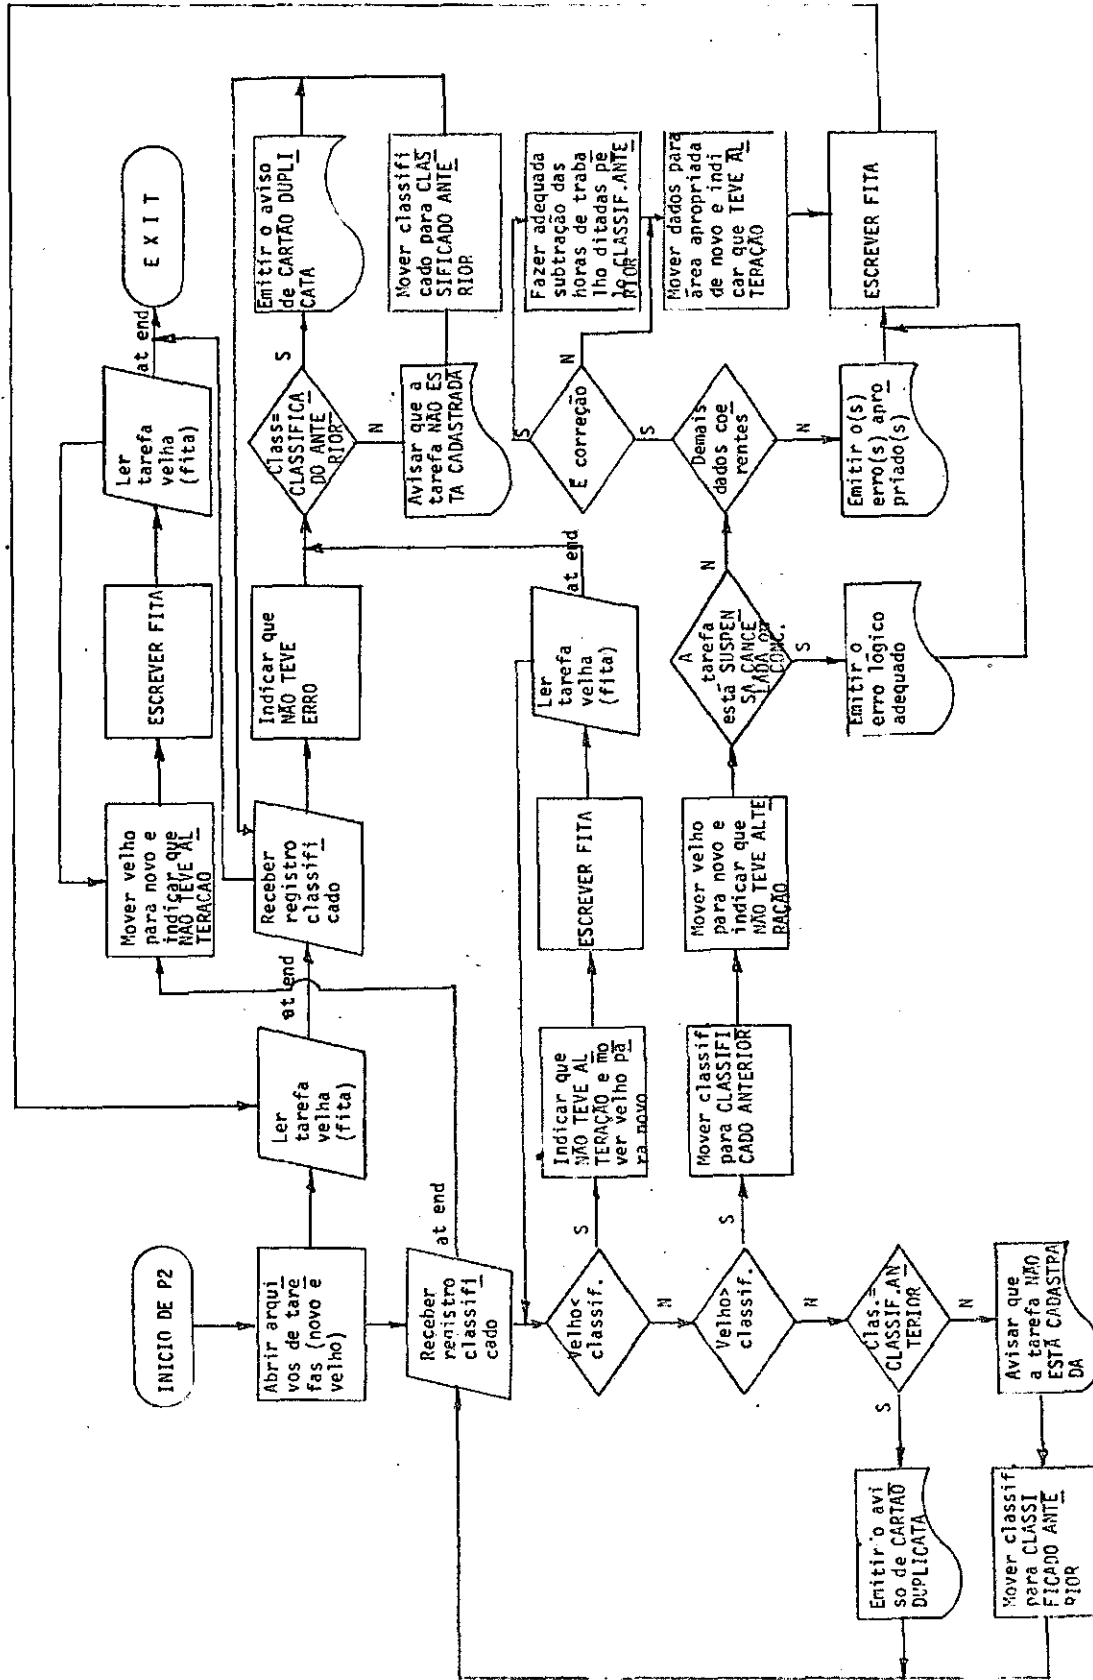 INICIO DE P2
Abrir arqui
vos de tare
fas (novo e
velho)
Ler
tarefa
velha
(fita)
at end
Receber
registro
classifi
cado
at end
Mover velho
para novo e
indicar que
NÃO TEVE AL
TERACAO
ESCREVER FITA
Ler
tarefa
velha
(fita)
at end
E X I T
Receber
registro
classifi
cado
Indicar que
NÃO TEVE
ERRO
Class=
CLASSIFICA
DO ANTE
RIOR
S
Emitir o aviso
de CARTÃO DUPLI
CATA
N
Avisar que a
tarefa NÃO ES
TA CADASTRADA
Mover classifi
cado para CLAS
SIFICADO ANTE
RIOR
Velho<
classif.
S
Indicar que
NÃO TEVE AL
TERAÇÃO e mo
ver velho pa
ra novo
ESCREVER FITA
Ler
tarefa
velha
(fita)
at end
N
Velho>
classif.
S
Mover classif
para CLASSIFI
CADO ANTERIOR
Mover velho
para novo e
indicar que
NÃO TEVE ALTE
RAÇÃO
A
tarefa
está SUSPEN
SA CANCE
LADA OU
CONC.
N
Demais
dados coe
rentes
S
É correção
S
Fazer adequada
subtração das
horas de traba
lho ditadas pe
lo CLASSIF.ANTE
RIOR
N
Mover dados para
área apropriada
de novo e indi
car que TEVE AL
TERAÇÃO
S
Emitir o
erro lógico
adequado
N
Emitir o(s)
erro(s) apro
priado(s)
ESCREVER FITA
N
Clas.=
CLASSIF.AN
TERIOR
S
Emitir o avi
so de CARTAO
DUPLICATA
N
Avisar que
a tarefa NÃO
ESTÁ CADASTRA
DA
Mover classif
para CLASSI
FICADO ANTE
RIOR